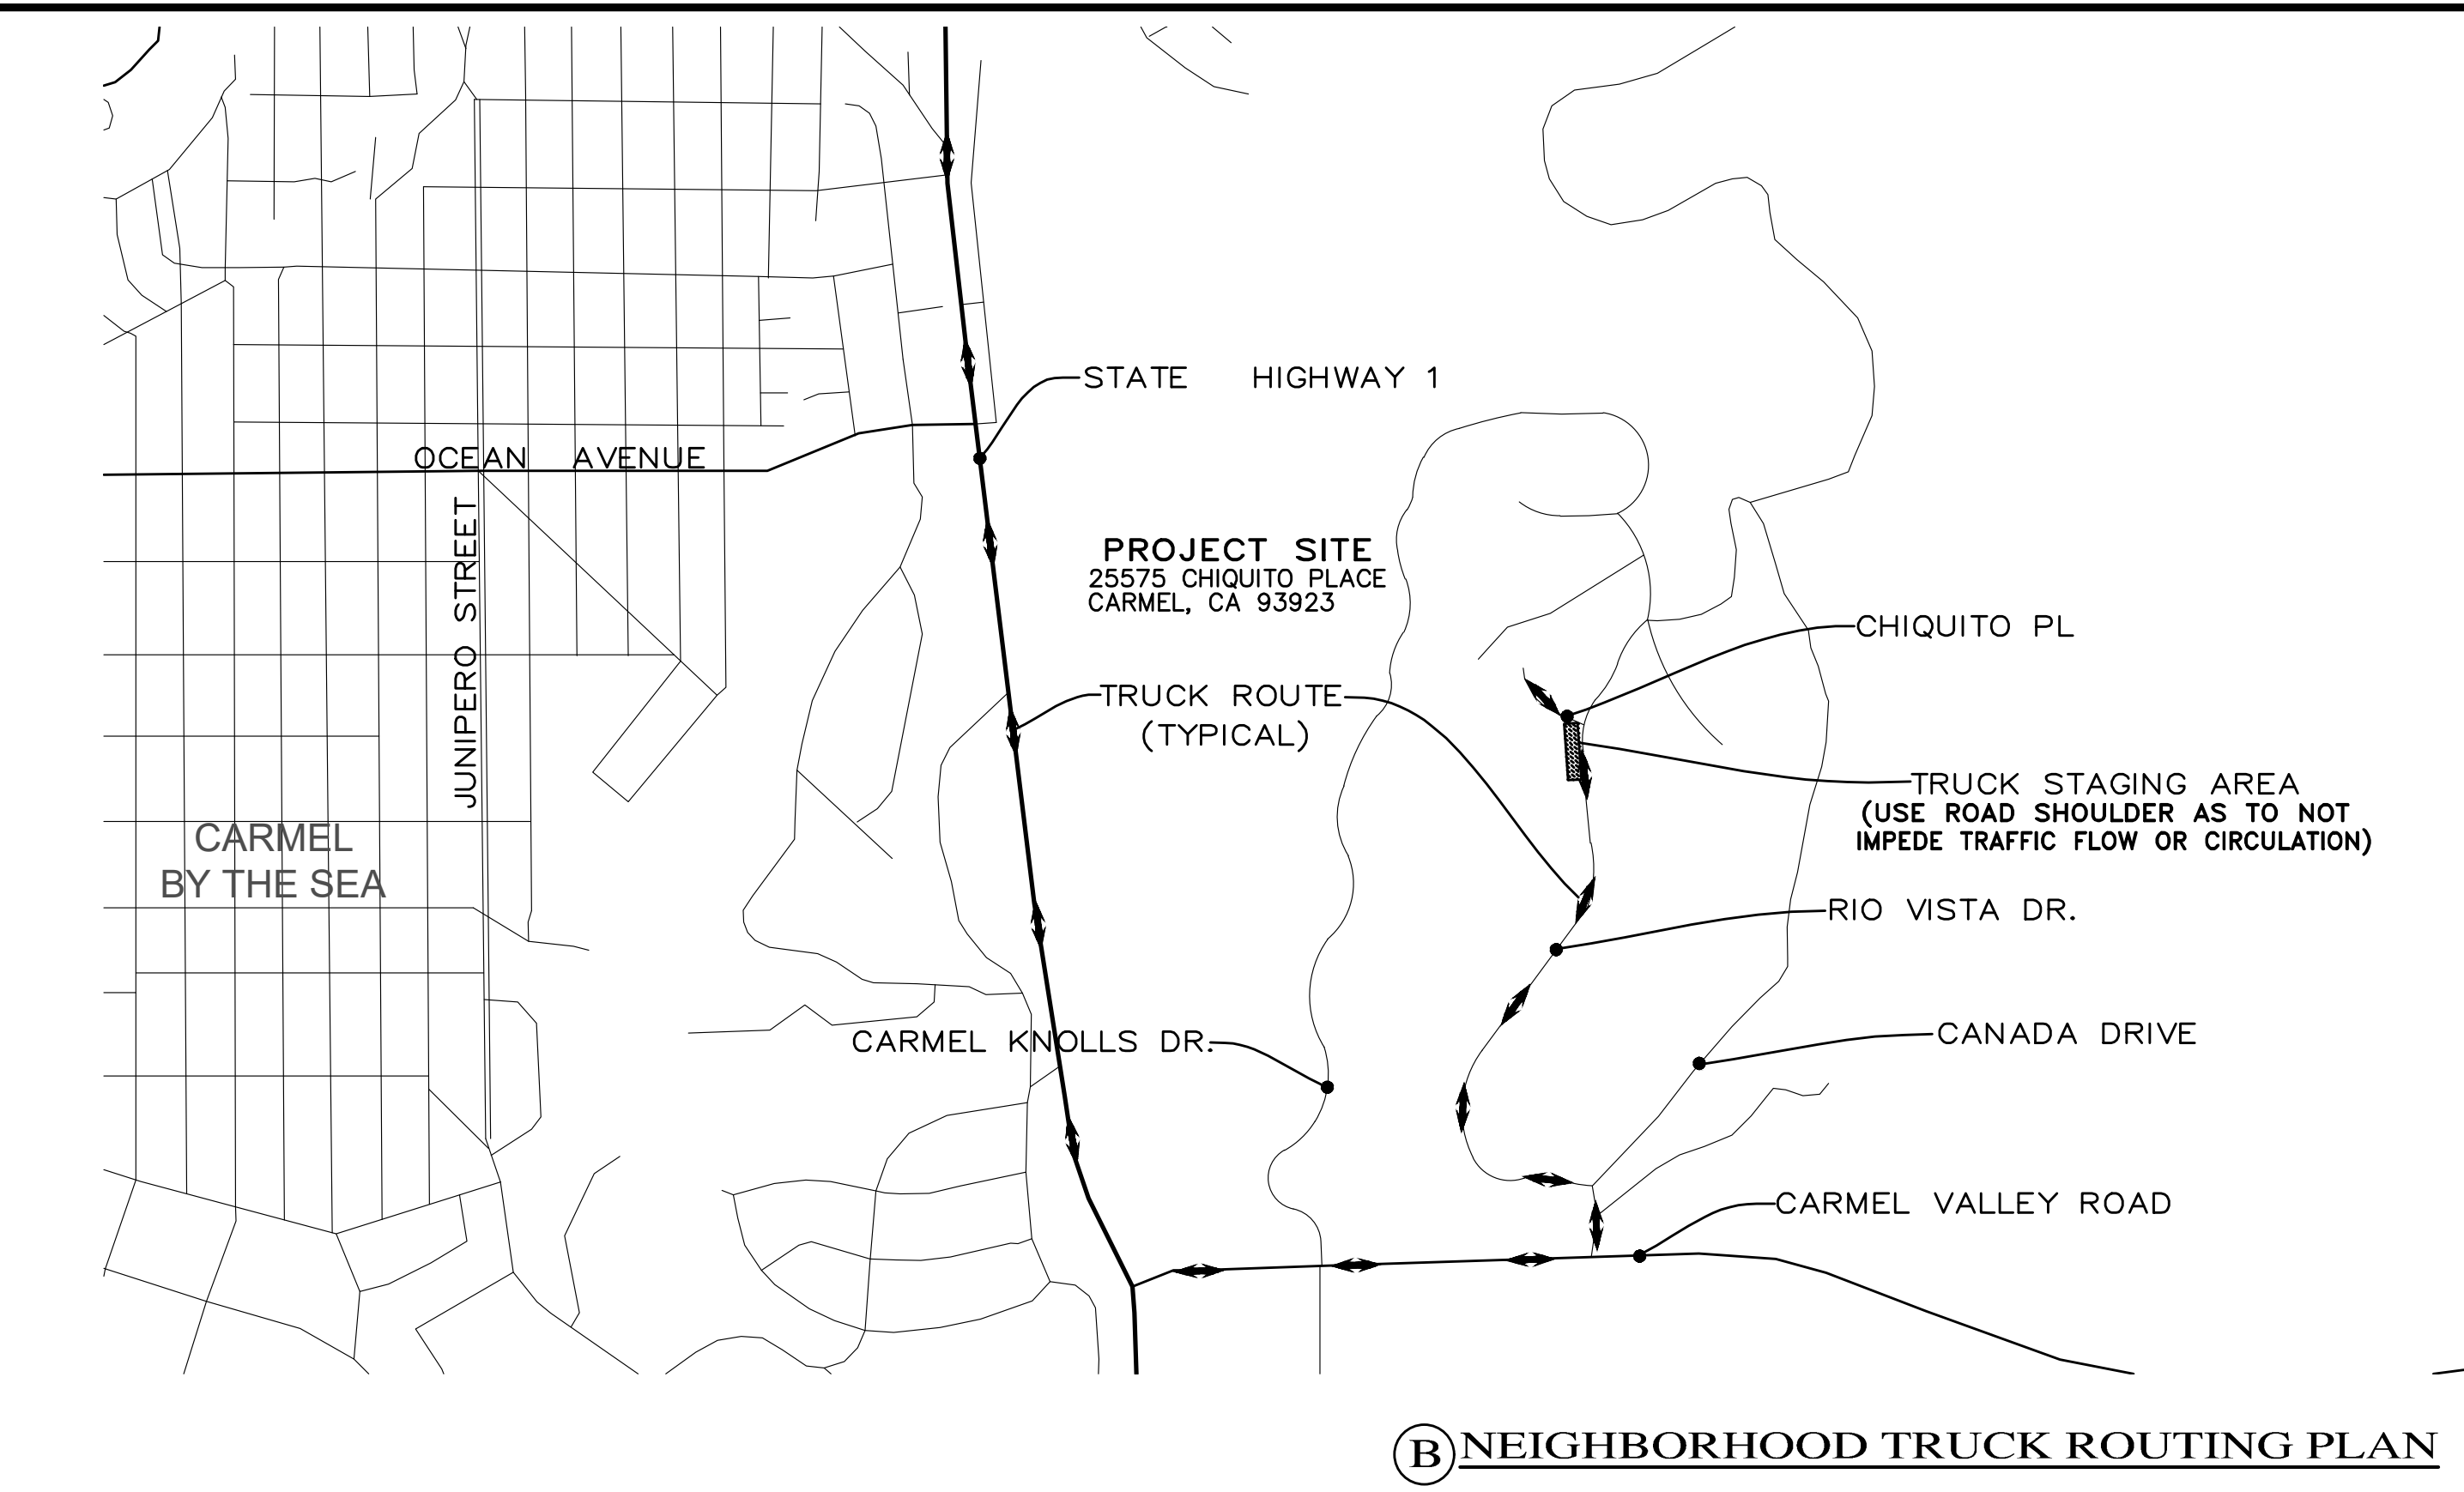 STATE HIGHWAY 1
OCEAN AVENUE
JUNIPERO STREET
PROJECT SITE
25575 CHIQUITO PLACE
CARMEL, CA 93923
CHIQUITO PL
TRUCK ROUTE
(TYPICAL)
TRUCK STAGING AREA
(USE ROAD SHOULDER AS TO NOT
IMPEDE TRAFFIC FLOW OR CIRCULATION)
CARMEL
BY THE SEA
RIO VISTA DR.
CARMEL KNOLLS DR.
CANADA DRIVE
CARMEL VALLEY ROAD
B NEIGHBORHOOD TRUCK ROUTING PLAN